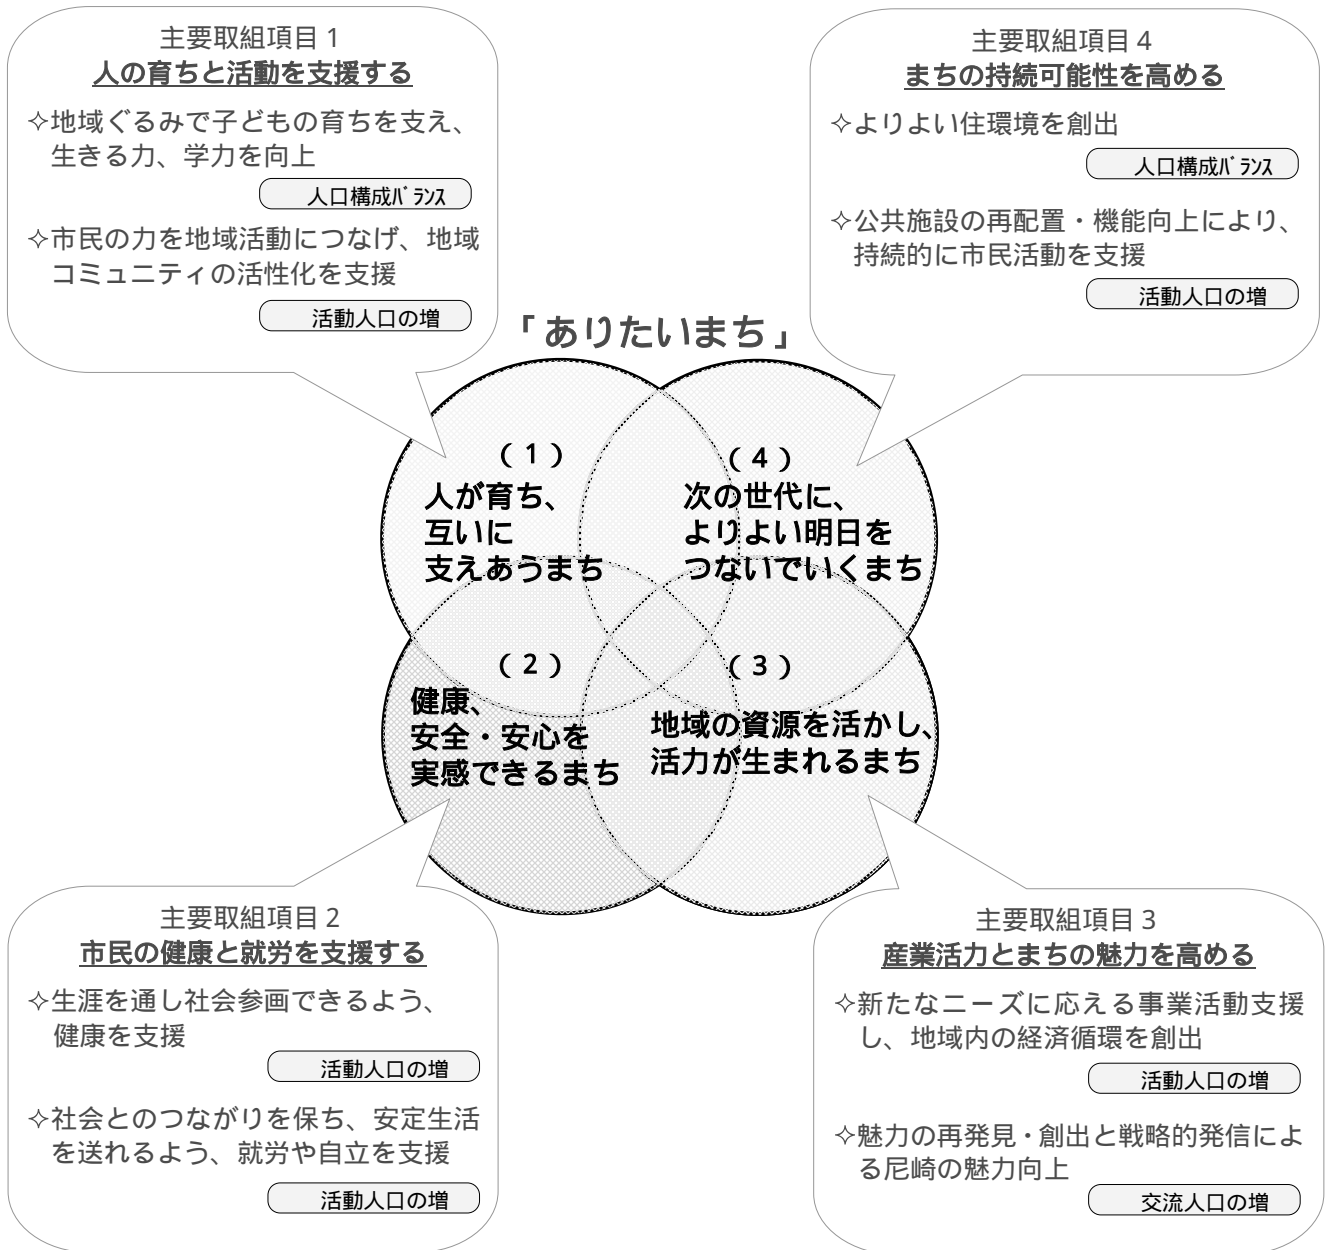 主要取組項目1
人の育ちと活動を支援する
✧地域ぐるみで子どもの育ちを支え、
生きる力、学力を向上
人口構成ﾊﾞﾗﾝｽ
✧市民の力を地域活動につなげ、地域
コミュニティの活性化を支援
活動人口の増
主要取組項目4
まちの持続可能性を高める
✧よりよい住環境を創出
人口構成ﾊﾞﾗﾝｽ
✧公共施設の再配置・機能向上により、
持続的に市民活動を支援
活動人口の増
「ありたいまち」
(1)
人が育ち、
互いに
支えあうまち
(4)
次の世代に、
よりよい明日を
つないでいくまち
(2)
健康、
安全・安心を
実感できるまち
(3)
地域の資源を活かし、
活力が生まれるまち
主要取組項目2
市民の健康と就労を支援する
✧生涯を通し社会参画できるよう、
健康を支援
活動人口の増
✧社会とのつながりを保ち、安定生活
を送れるよう、就労や自立を支援
活動人口の増
主要取組項目3
産業活力とまちの魅力を高める
✧新たなニーズに応える事業活動支援
し、地域内の経済循環を創出
活動人口の増
✧魅力の再発見・創出と戦略的発信によ
る尼崎の魅力向上
交流人口の増